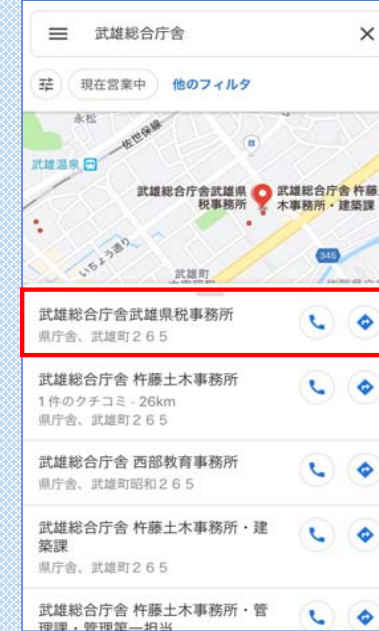 武雄総合庁舎
現在営業中 他のフィルタ
永松
佐世保線
武雄温泉
武雄総合庁舎武雄県
税事務所
武雄総合庁舎 杵藤
木事務所・建築課
いちょう通り
346
武雄町
武雄総合庁舎武雄県税事務所
県庁舎、武雄町265
武雄総合庁舎 杵藤土木事務所
1件のクチコミ · 26km
県庁舎、武雄町265
武雄総合庁舎 西部教育事務所
県庁舎、武雄町昭和265
武雄総合庁舎 杵藤土木事務所・建
築課
県庁舎、武雄町265
武雄総合庁舎 杵藤土木事務所・管
理課・管理第一担当